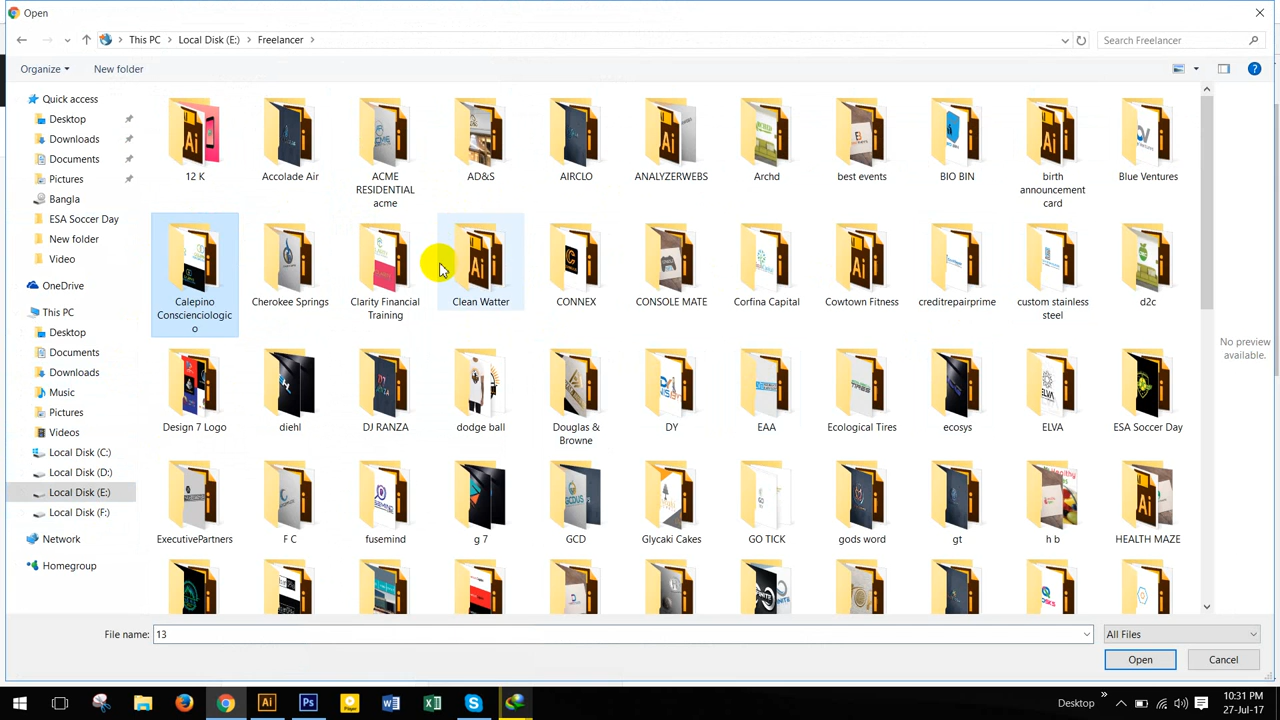 Open
This PC > Local Disk (E:) > Freelancer >
Search Freelancer
Organize
New folder
Quick access
Desktop
Downloads
Documents
Pictures
Bangla
ESA Soccer Day
New folder
Video
OneDrive
This PC
Desktop
Documents
Downloads
Music
Pictures
Videos
Local Disk (C:)
Local Disk (D:)
Local Disk (E:)
Local Disk (F:)
Network
Homegroup
12 K
Accolade Air
ACME
RESIDENTIAL
acme
AD&S
AIRCLO
ANALYZERWEBS
Archd
best events
BIO BIN
birth
announcement
card
Blue Ventures
Calepino
Conscienciologic
o
Cherokee Springs
Clarity Financial
Training
Clean Watter
CONNEX
CONSOLE MATE
Corfina Capital
Cowtown Fitness
creditrepairprime
custom stainless
steel
d2c
Design 7 Logo
diehl
DJ RANZA
dodge ball
Douglas &
Browne
DY
EAA
Ecological Tires
ecosys
ELVA
ESA Soccer Day
ExecutivePartners
F C
fusemind
g 7
GCD
Glycaki Cakes
GO TICK
gods word
gt
h b
HEALTH MAZE
No preview
available.
File name:
13
All Files
Open
Cancel
Desktop
10:31 PM
27-Jul-17